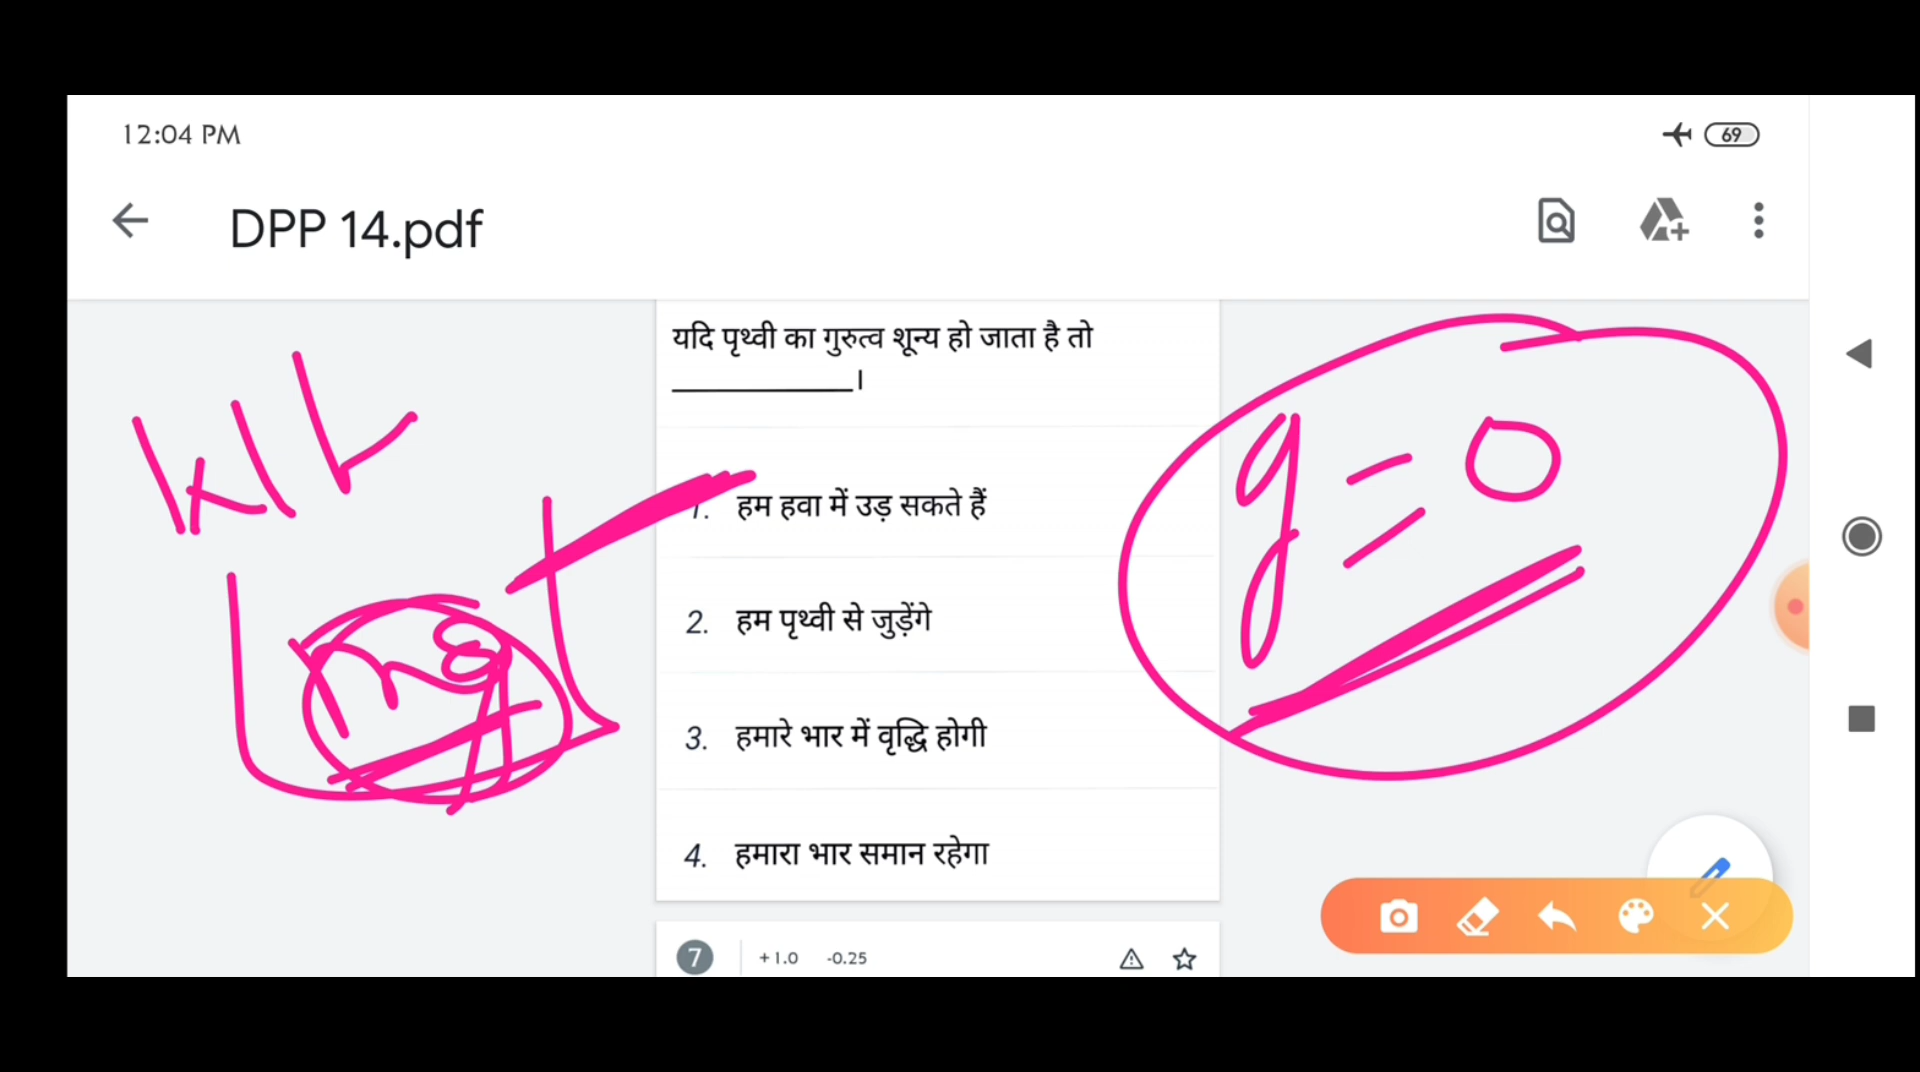 12:04 PM
69
DPP 14.pdf
यदि पृथ्वी का गुरुत्व शून्य हो जाता है तो
____________।
1. हम हवा में उड़ सकते हैं
2. हम पृथ्वी से जुड़ेंगे
3. हमारे भार में वृद्धि होगी
4. हमारा भार समान रहेगा
g = 0
mg
7 +1.0 -0.25